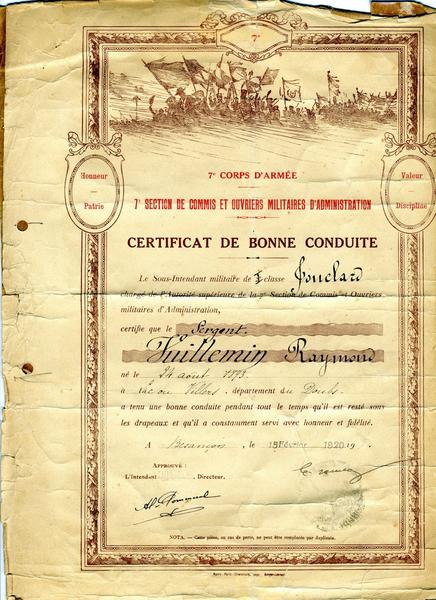 7e
Honneur
Patrie
Valeur
Discipline
7e CORPS D'ARMÉE
7e SECTION DE COMMIS ET OUVRIERS MILITAIRES D'ADMINISTRATION
CERTIFICAT DE BONNE CONDUITE
Le Sous-Intendant militaire de classe
chargé de l'Autorité supérieure de la 7e Section de Commis et Ouvriers
militaires d'Administration,
certifie que le Sergent
Vuillemin Raymond
né le 24 août 1893
à Lac ou Villers, département du Doubs
a tenu une bonne conduite pendant tout le temps qu'il est resté sous
les drapeaux et qu'il a constamment servi avec honneur et fidélité.
A Besançon, le 15 Février 1920 19
APPROUVÉ :
L'Intendant , Directeur,
NOTA. — Cette pièce, en cas de perte, ne peut être remplacée par duplicata.